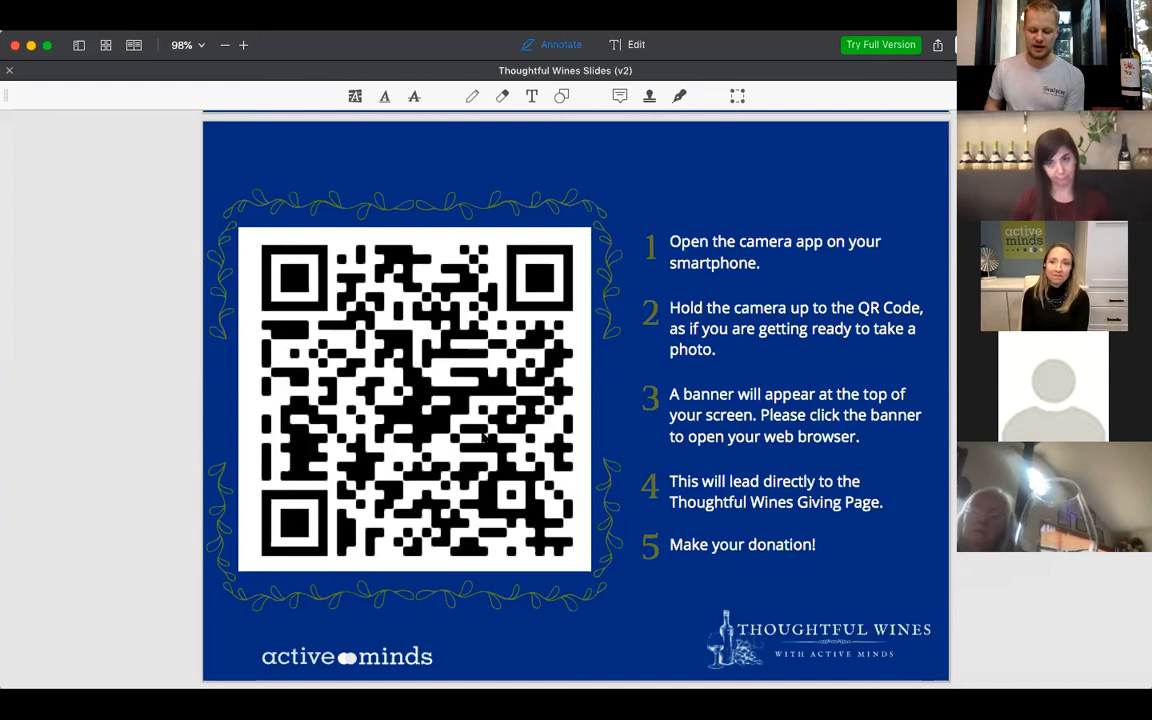 98%
Annotate
Edit
Try Full Version
Thoughtful Wines Slides (v2)
1 Open the camera app on your
smartphone.
2 Hold the camera up to the QR Code,
as if you are getting ready to take a
photo.
3 A banner will appear at the top of
your screen. Please click the banner
to open your web browser.
4 This will lead directly to the
Thoughtful Wines Giving Page.
5 Make your donation!
active minds
THOUGHTFUL WINES
WITH ACTIVE MINDS
active
minds